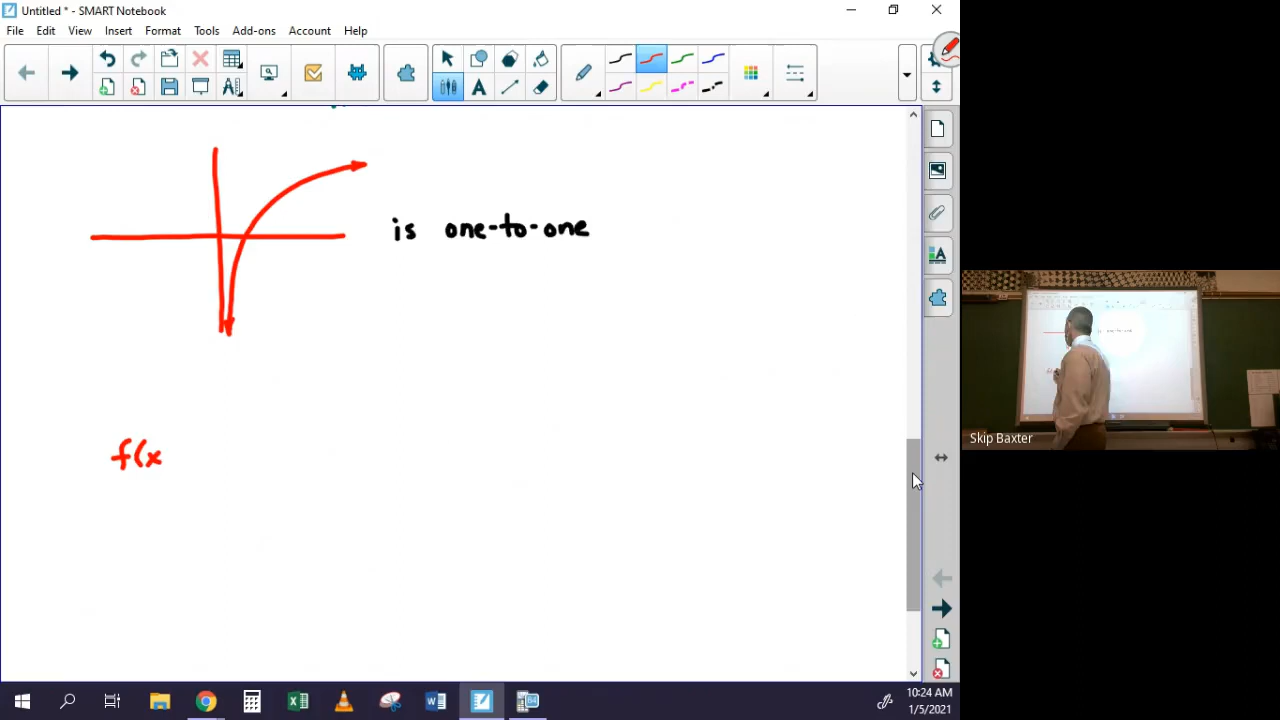 Untitled * - SMART Notebook
File Edit View Insert Format Tools Add-ons Account Help
is one-to-one
f(x
Skip Baxter
10:24 AM
1/5/2021